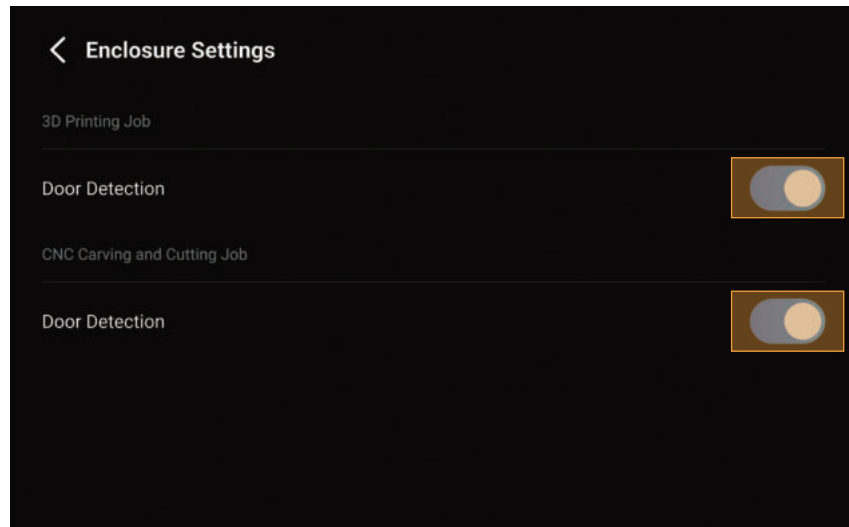 Enclosure Settings
3D Printing Job
Door Detection
CNC Carving and Cutting Job
Door Detection